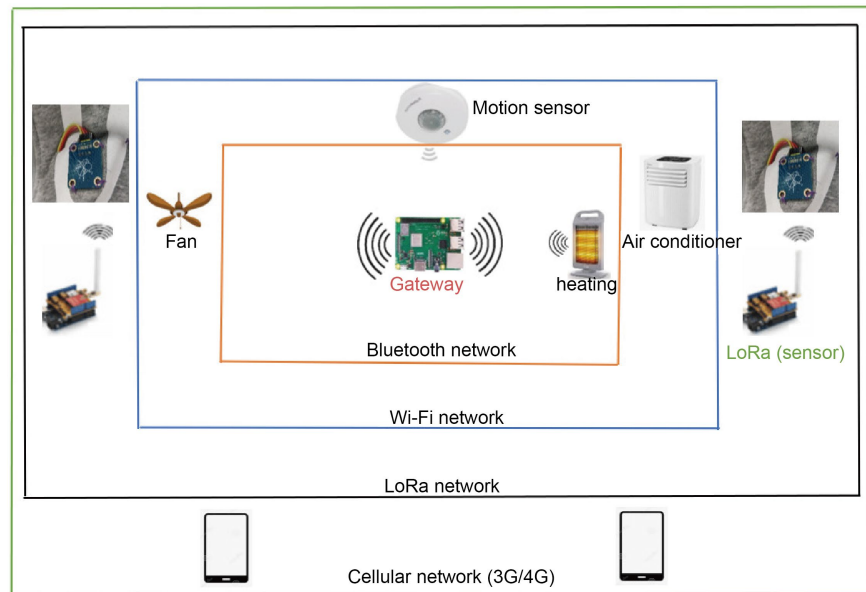 Motion sensor
Fan
Air conditioner
Gateway
heating
Bluetooth network
LoRa (sensor)
Wi-Fi network
LoRa network
Cellular network (3G/4G)